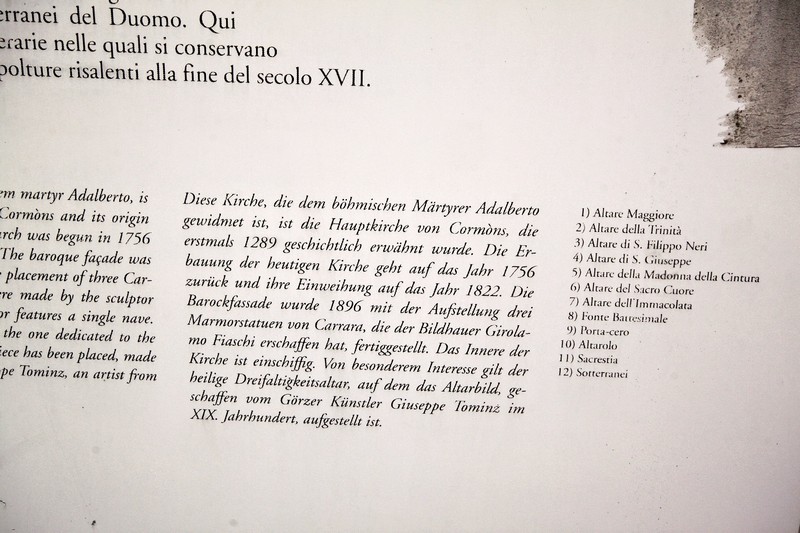 del Duomo. Qui
nelle quali si conservano
risalenti alla fine del secolo XVII.
martyr Adalberto, is
Cormòns and its origin
was begun in 1756
The baroque façade was
placement of three Car-
made by the sculptor
features a single nave.
the one dedicated to the
has been placed, made
Tominz, an artist from
Diese Kirche, die dem böhmischen Märtyrer Adalberto
gewidmet ist, ist die Hauptkirche von Cormòns, die
erstmals 1289 geschichtlich erwähnt wurde. Die Er-
bauung der heutigen Kirche geht auf das Jahr 1756
zurück und ihre Einweihung auf das Jahr 1822. Die
Barockfassade wurde 1896 mit der Aufstellung drei
Marmorstatuen von Carrara, die der Bildhauer Girola-
mo Fiaschi erschaffen hat, fertiggestellt. Das Innere der
Kirche ist einschiffig. Von besonderem Interesse gilt der
heilige Dreifaltigkeitsaltar, auf dem das Altarbild, ge-
schaffen vom Görzer Künstler Giuseppe Tominz im
XIX. Jahrhundert, aufgestellt ist.
1) Altare Maggiore
2) Altare della Trinità
3) Altare di S. Filippo Neri
4) Altare di S. Giuseppe
5) Altare della Madonna della Cintura
6) Altare del Sacro Cuore
7) Altare dell'Immacolata
8) Fonte Battesimale
9) Porta-cero
10) Altarolo
11) Sacrestia
12) Sotterranei